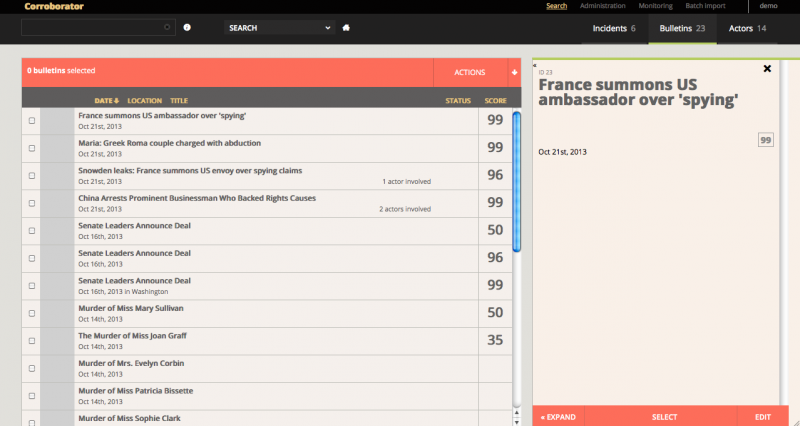 Corroborator
Search Administration Monitoring Batch Import demo
SEARCH
Incidents 6 Bulletins 23 Actors 14
0 bulletins selected
ACTIONS
DATE LOCATION TITLE STATUS SCORE
France summons US ambassador over 'spying'
Oct 21st, 2013
99
Maria: Greek Roma couple charged with abduction
Oct 21st, 2013
99
Snowden leaks: France summons US envoy over spying claims
Oct 21st, 2013
1 actor involved
96
China Arrests Prominent Businessman Who Backed Rights Causes
Oct 21st, 2013
2 actors involved
99
Senate Leaders Announce Deal
Oct 16th, 2013
50
Senate Leaders Announce Deal
Oct 16th, 2013
96
Senate Leaders Announce Deal
Oct 16th, 2013 in Washington
99
Murder of Miss Mary Sullivan
Oct 14th, 2013
50
The Murder of Miss Joan Graff
Oct 14th, 2013
35
Murder of Mrs. Evelyn Corbin
Oct 14th, 2013
Murder of Miss Patricia Bissette
Oct 14th, 2013
Murder of Miss Sophie Clark
ID 23
France summons US
ambassador over 'spying'
99
Oct 21st, 2013
« EXPAND SELECT EDIT